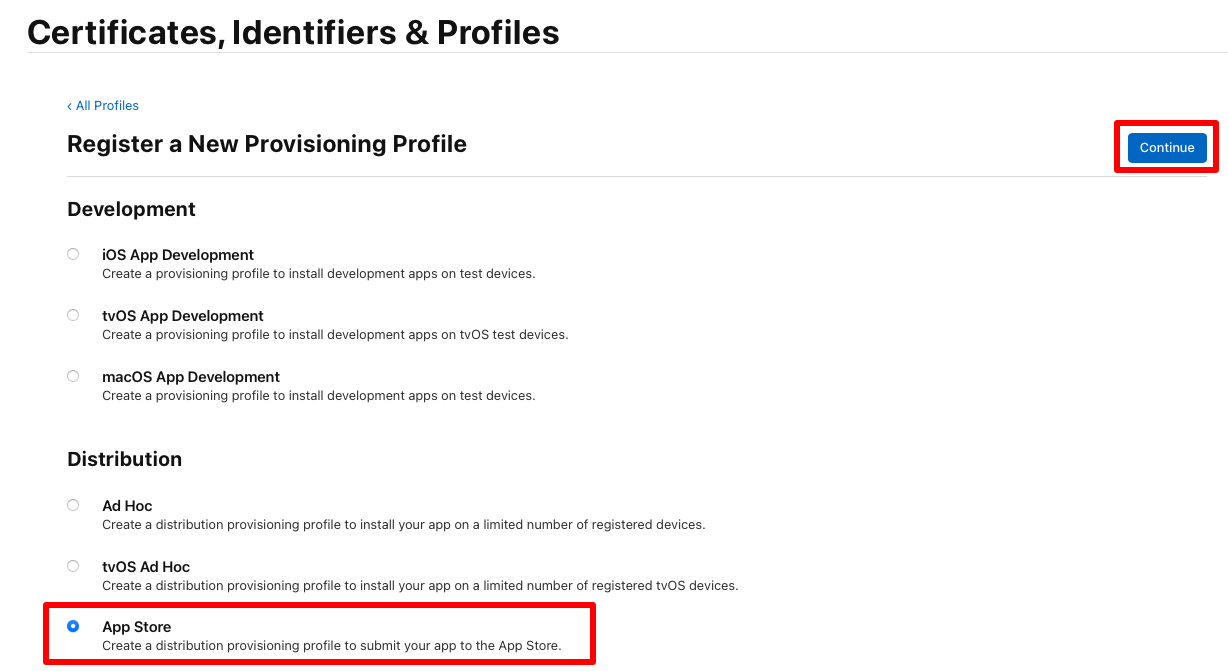 Certificates, Identifiers & Profiles
‹ All Profiles
Register a New Provisioning Profile
Continue
Development
iOS App Development
Create a provisioning profile to install development apps on test devices.
tvOS App Development
Create a provisioning profile to install development apps on tvOS test devices.
macOS App Development
Create a provisioning profile to install development apps on test devices.
Distribution
Ad Hoc
Create a distribution provisioning profile to install your app on a limited number of registered devices.
tvOS Ad Hoc
Create a distribution provisioning profile to install your app on a limited number of registered tvOS devices.
App Store
Create a distribution provisioning profile to submit your app to the App Store.